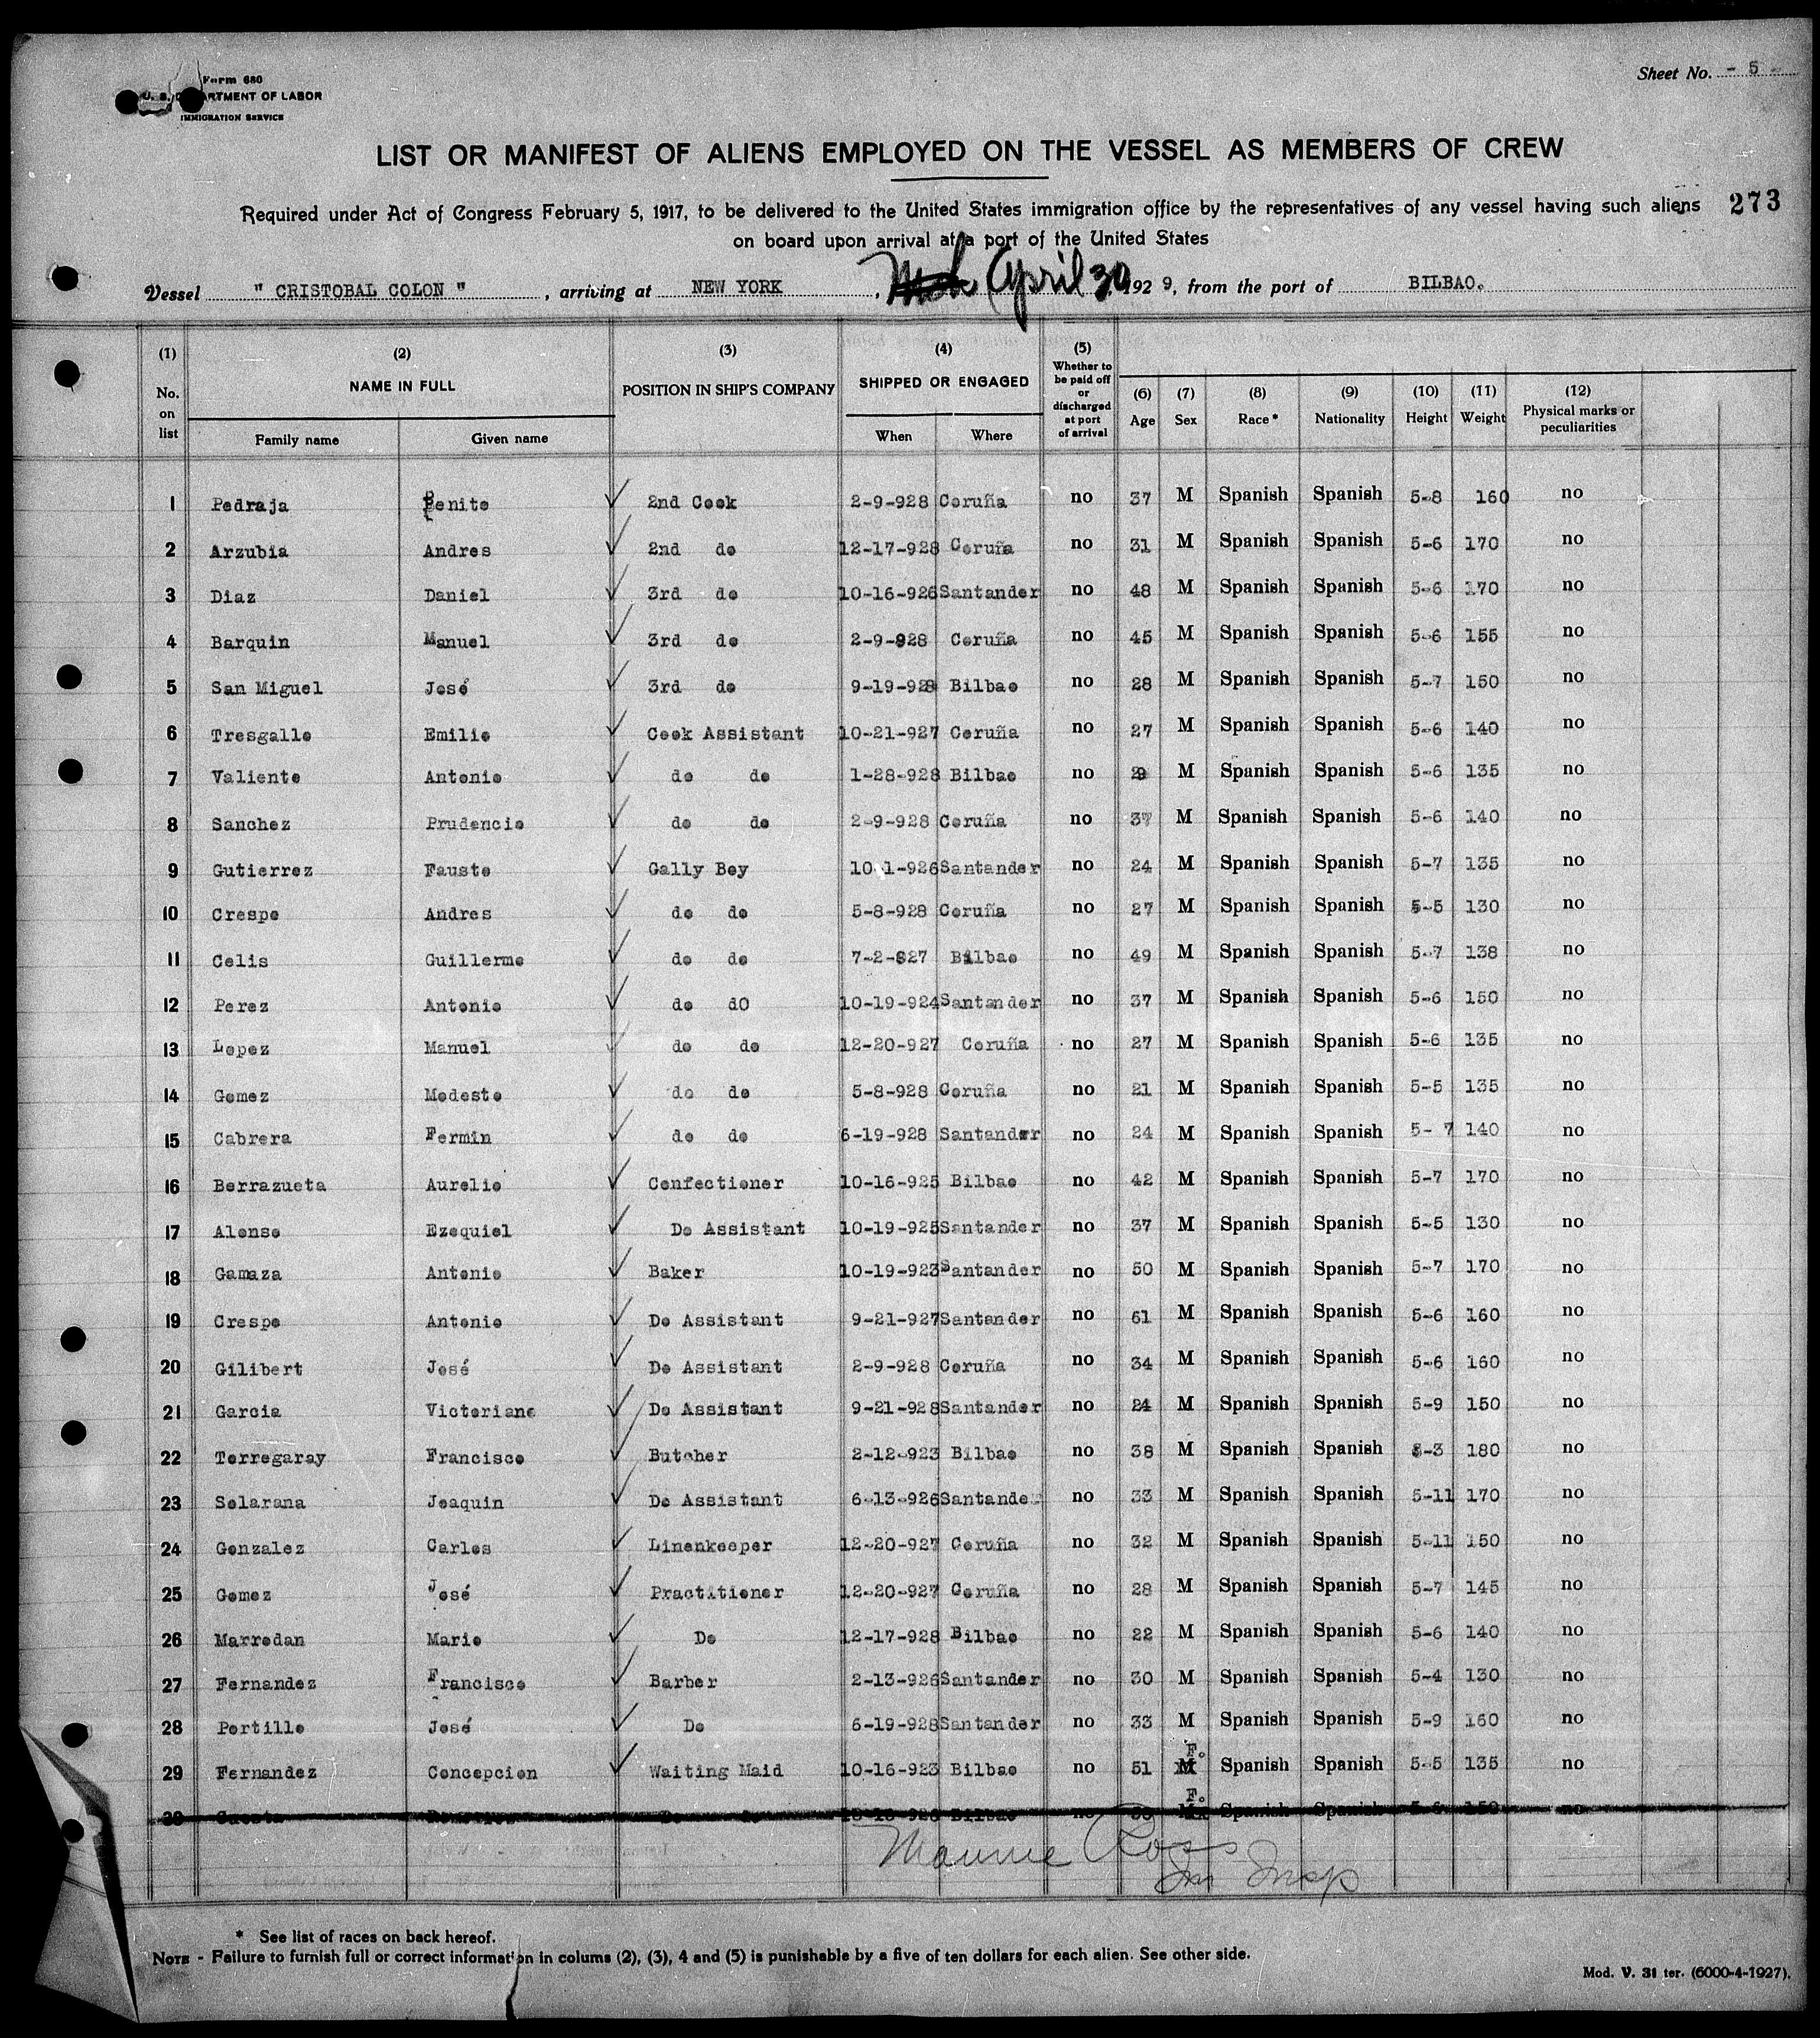 Sheet No. - 5 -
Form 680
U. S. DEPARTMENT OF LABOR
IMMIGRATION SERVICE
LIST OR MANIFEST OF ALIENS EMPLOYED ON THE VESSEL AS MEMBERS OF CREW
Required under Act of Congress February 5, 1917, to be delivered to the United States immigration office by the representatives of any vessel having such aliens 273
on board upon arrival at a port of the United States
Vessel " CRISTOBAL COLON " , arriving at NEW YORK , April 30 192 9, from the port of BILBAO.
(1) No. on list (2) NAME IN FULL Family name Given name (3) POSITION IN SHIP'S COMPANY (4) SHIPPED OR ENGAGED When Where (5) Whether to be paid off or discharged at port of arrival (6) Age (7) Sex (8) Race * (9) Nationality (10) Height (11) Weight (12) Physical marks or peculiarities
1 Pedraja Benito 2nd Cook 2-9-928 Coruña no 37 M Spanish Spanish 5-8 160 no
2 Arzubia Andres 2nd do 12-17-928 Coruña no 31 M Spanish Spanish 5-6 170 no
3 Diaz Daniel 3rd do 10-16-926 Santander no 48 M Spanish Spanish 5-6 170 no
4 Barquin Manuel 3rd do 2-9-928 Coruña no 45 M Spanish Spanish 5-6 155 no
5 San Miguel José 3rd do 9-19-928 Bilbao no 28 M Spanish Spanish 5-7 150 no
6 Tresgallo Emilio Cook Assistant 10-21-927 Coruña no 27 M Spanish Spanish 5-6 140 no
7 Valiente Antonio do do 1-28-928 Bilbao no M Spanish Spanish 5-6 135 no
8 Sanchez Prudencio do do 2-9-928 Coruña no 37 M Spanish Spanish 5-6 140 no
9 Gutierrez Fausto Gally Boy 10 1-926 Santander no 24 M Spanish Spanish 5-7 135 no
10 Crespo Andres do do 5-8-928 Coruña no 27 M Spanish Spanish 5-5 130 no
11 Celis Guillermo do do 7-2-927 Bilbao no 49 M Spanish Spanish 5-7 138 no
12 Perez Antonio do dO 10-19-924 Santander no 37 M Spanish Spanish 5-6 150 no
13 Lopez Manuel do do 12-20-927 Coruña no 27 M Spanish Spanish 5-6 135 no
14 Gomez Modesto do do 5-8-928 Coruña no 21 M Spanish Spanish 5-5 135 no
15 Cabrera Fermin do do 6-19-928 Santander no 24 M Spanish Spanish 5- 7 140 no
16 Berrazueta Aurelio Confectioner 10-16-925 Bilbao no 42 M Spanish Spanish 5-7 170 no
17 Alonso Ezequiel Do Assistant 10-19-925 Santander no 37 M Spanish Spanish 5-5 130 no
18 Gamaza Antonio Baker 10-19-923 Santander no 50 M Spanish Spanish 5-7 170 no
19 Crespo Antonio Do Assistant 9-21-927 Santander no 61 M Spanish Spanish 5-6 160 no
20 Gilibert José Do Assistant 2-9-928 Coruña no 34 M Spanish Spanish 5-6 160 no
21 Garcia Victoriano Do Assistant 9-21-928 Santander no 24 M Spanish Spanish 5-9 150 no
22 Torregaray Francisco Butcher 2-12-923 Bilbao no 38 M Spanish Spanish 5-3 180 no
23 Solarana Joaquin Do Assistant 6-13-926 Santander no 33 M Spanish Spanish 5-11 170 no
24 Gonzalez Carlos Linenkeeper 12-20-927 Coruña no 32 M Spanish Spanish 5-11 150 no
25 Gomez José Practitioner 12-20-927 Coruña no 28 M Spanish Spanish 5-7 145 no
26 Marrodan Mario Do 12-17-928 Bilbao no 22 M Spanish Spanish 5-6 140 no
27 Fernandez Francisco Barber 2-13-926 Santander no 30 M Spanish Spanish 5-4 130 no
28 Portillo José Do 6-19-928 Santander no 33 M Spanish Spanish 5-9 160 no
29 Fernandez Concepcion Waiting Maid 10-16-923 Bilbao no 51 F. Spanish Spanish 5-5 135 no
30 Cuesta Do do Bilbao no F. Spanish Spanish no
Ross
Im Insp
* See list of races on back hereof.
NOTE - Failure to furnish full or correct information in colums (2), (3), 4 and (5) is punishable by a five of ten dollars for each alien. See other side.
Mod. V. 31 ter. (6000-4-1927).